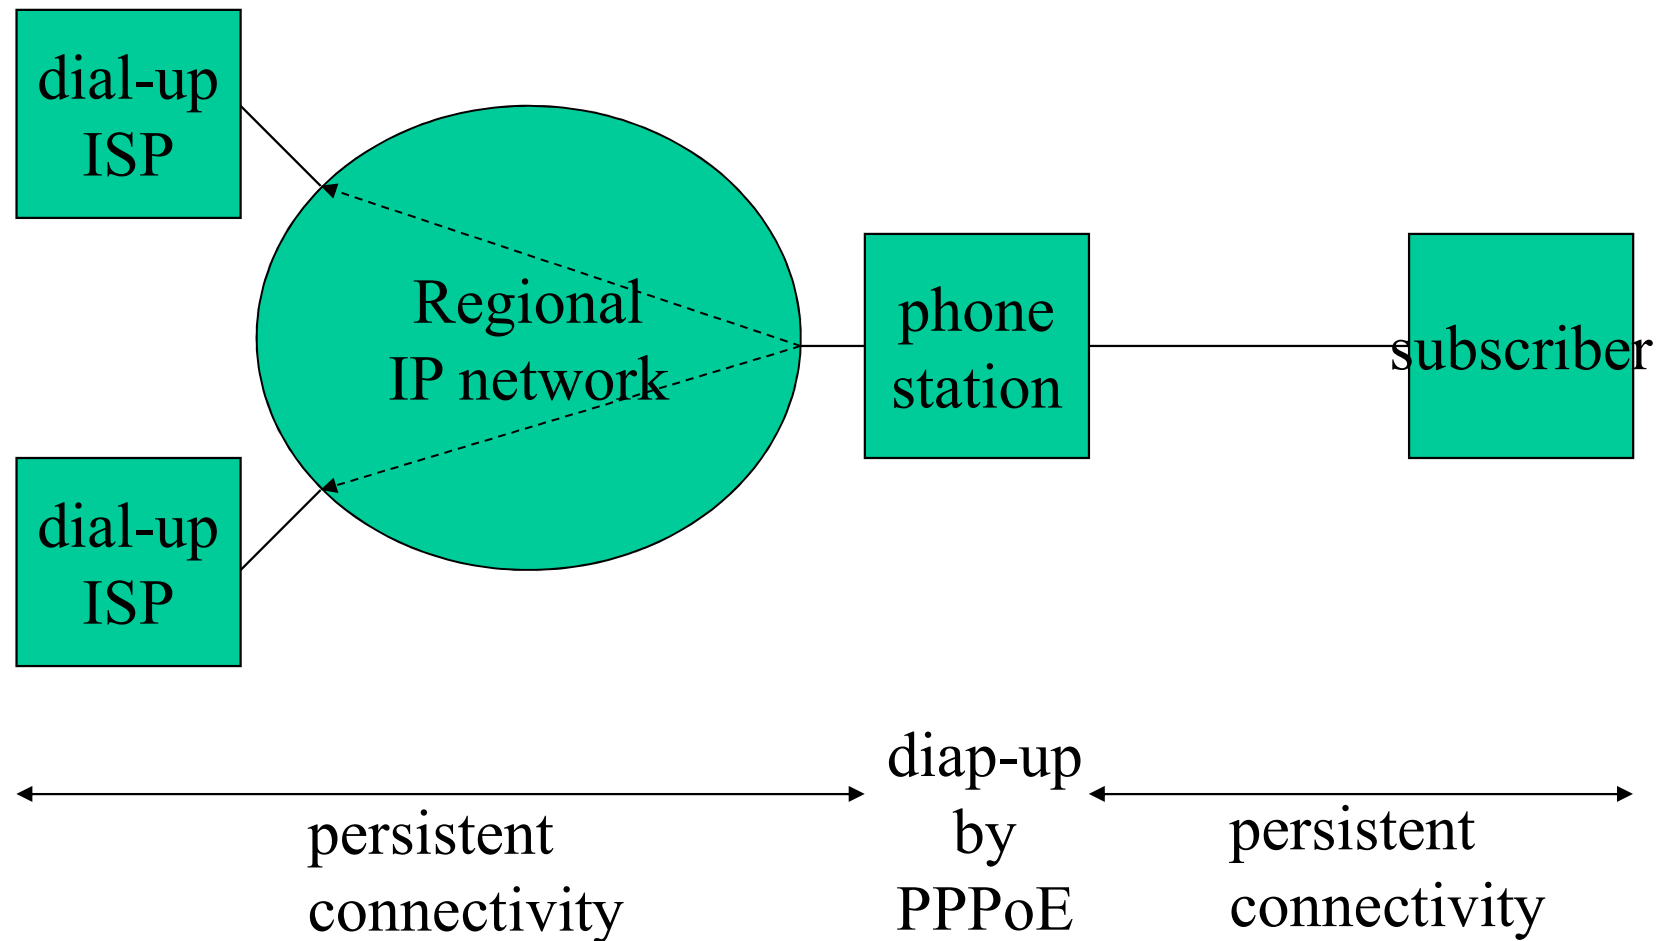 dial-up
ISP
Regional
IP network
phone
station
subscriber
dial-up
ISP
diap-up
by
PPPoE
persistent
connectivity
persistent
connectivity